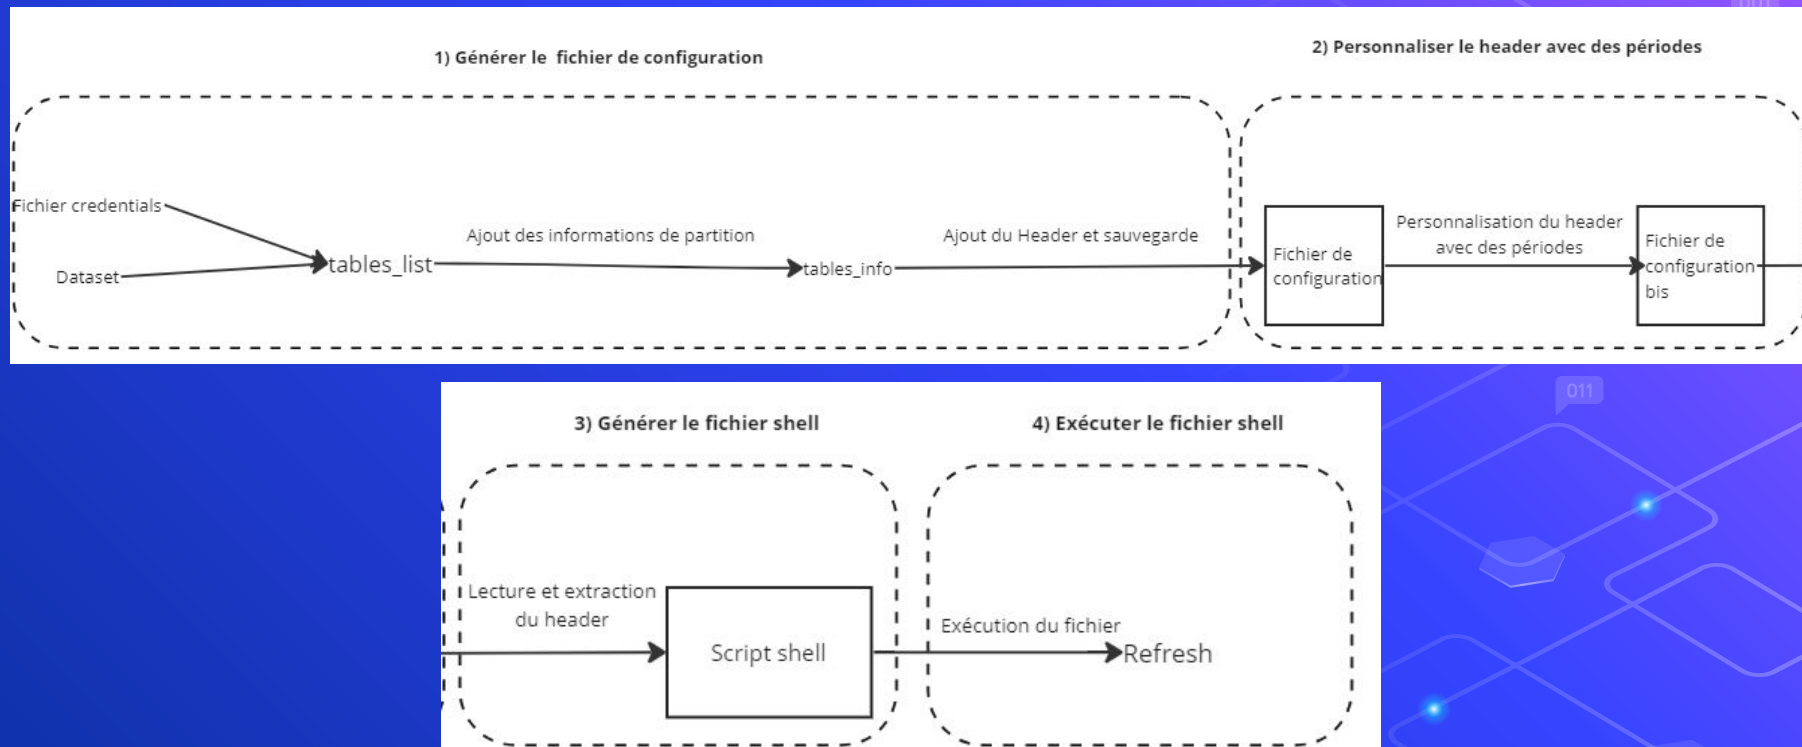 001
1) Générer le fichier de configuration
2) Personnaliser le header avec des périodes
Fichier credentials
Dataset
tables_list
Ajout des informations de partition
tables_info
Ajout du Header et sauvegarde
Fichier de
configuration
Personnalisation du header
avec des périodes
Fichier de
configuration
bis
011
3) Générer le fichier shell
4) Exécuter le fichier shell
Lecture et extraction
du header
Script shell
Exécution du fichier
Refresh